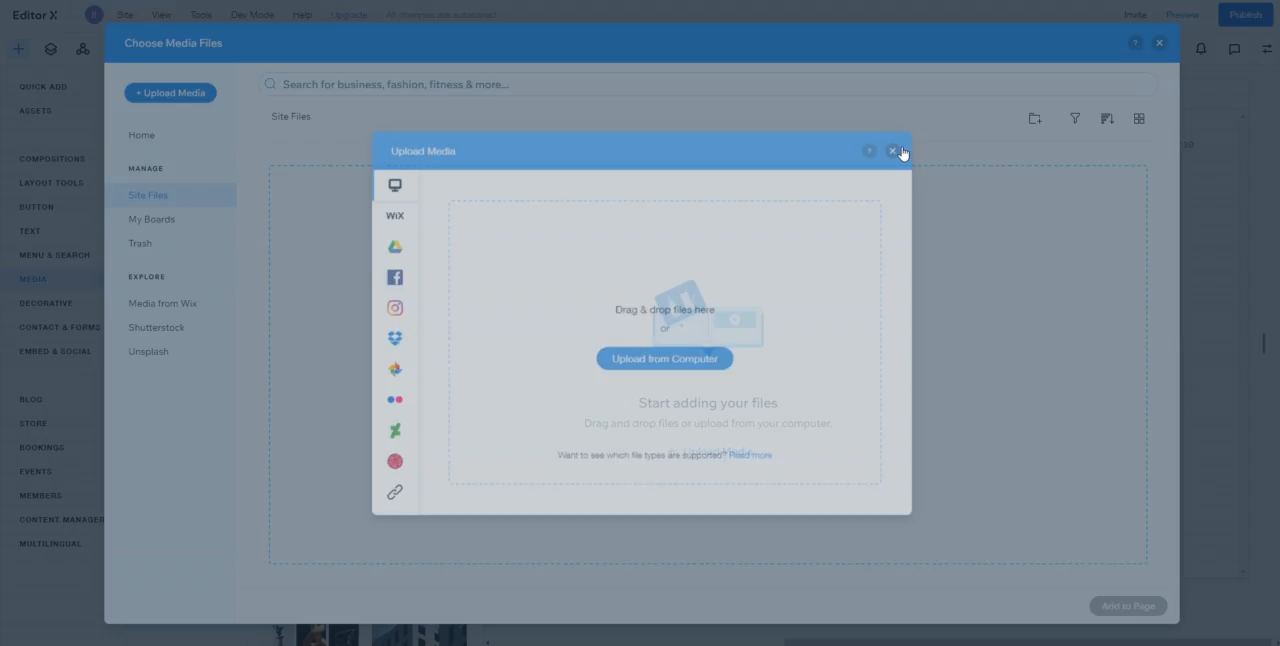 Editor X
Site View Tools Dev Mode Help Upgrade All changes are autosaved
Invite Preview Publish
Choose Media Files
?
+ Upload Media
Search for business, fashion, fitness & more...
Site Files
QUICK ADD
ASSETS
COMPOSITIONS
LAYOUT TOOLS
BUTTON
TEXT
MENU & SEARCH
MEDIA
DECORATIVE
CONTACT & FORMS
EMBED & SOCIAL
BLOG
STORE
BOOKINGS
EVENTS
MEMBERS
CONTENT MANAGER
MULTILINGUAL
Home
MANAGE
Site Files
My Boards
Trash
EXPLORE
Media from Wix
Shutterstock
Unsplash
Upload Media
?
WiX
Drag & drop files here
or
Upload from Computer
Start adding your files
Drag and drop files or upload from your computer.
Want to see which file types are supported? Read more
Add to Page